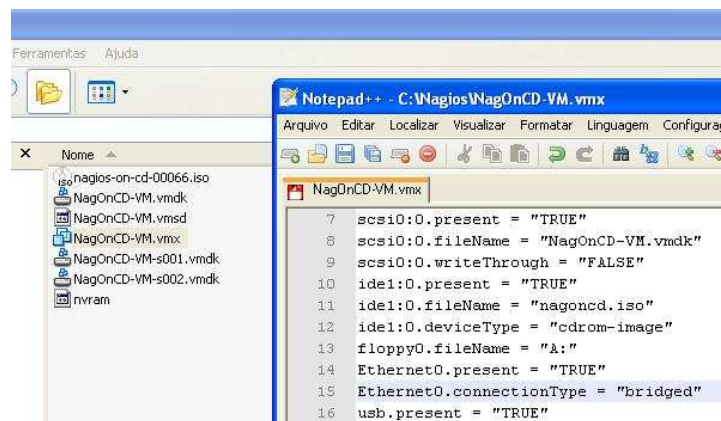 Ferramentas Ajuda
Nome
nagios-on-cd-00066.iso
NagOnCD-VM.vmdk
NagOnCD-VM.vmsd
NagOnCD-VM.vmx
NagOnCD-VM-s001.vmdk
NagOnCD-VM-s002.vmdk
nvram
Notepad++ - C:\Nagios\NagOnCD-VM.vmx
Arquivo Editar Localizar Visualizar Formatar Linguagem Configuraç
NagOnCD-VM.vmx
7 scsi0:0.present = "TRUE"
8 scsi0:0.fileName = "NagOnCD-VM.vmdk"
9 scsi0:0.writeThrough = "FALSE"
10 ide1:0.present = "TRUE"
11 ide1:0.fileName = "nagoncd.iso"
12 ide1:0.deviceType = "cdrom-image"
13 floppy0.fileName = "A:"
14 Ethernet0.present = "TRUE"
15 Ethernet0.connectionType = "bridged"
16 usb.present = "TRUE"